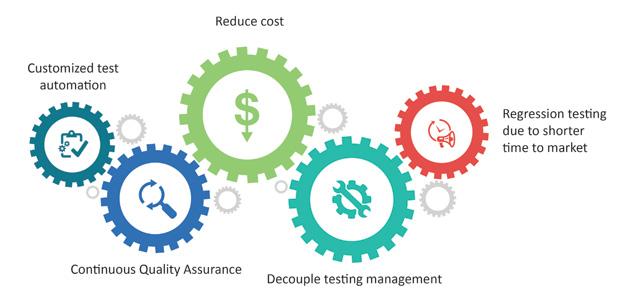 Reduce cost
Customized test
automation
Regression testing
due to shorter
time to market
$
Continuous Quality Assurance
Decouple testing management